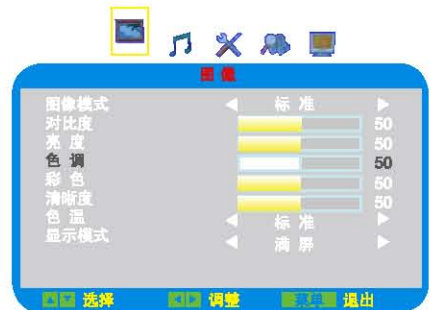 图像
图像模式 ◀ 标准 ▶
对比度 50
亮度 50
色调 50
彩色 50
清晰度 50
色温 ◀ 标准 ▶
显示模式 ◀ 满屏 ▶
▲▼ 选择 ◀▶ 调整 菜单 退出